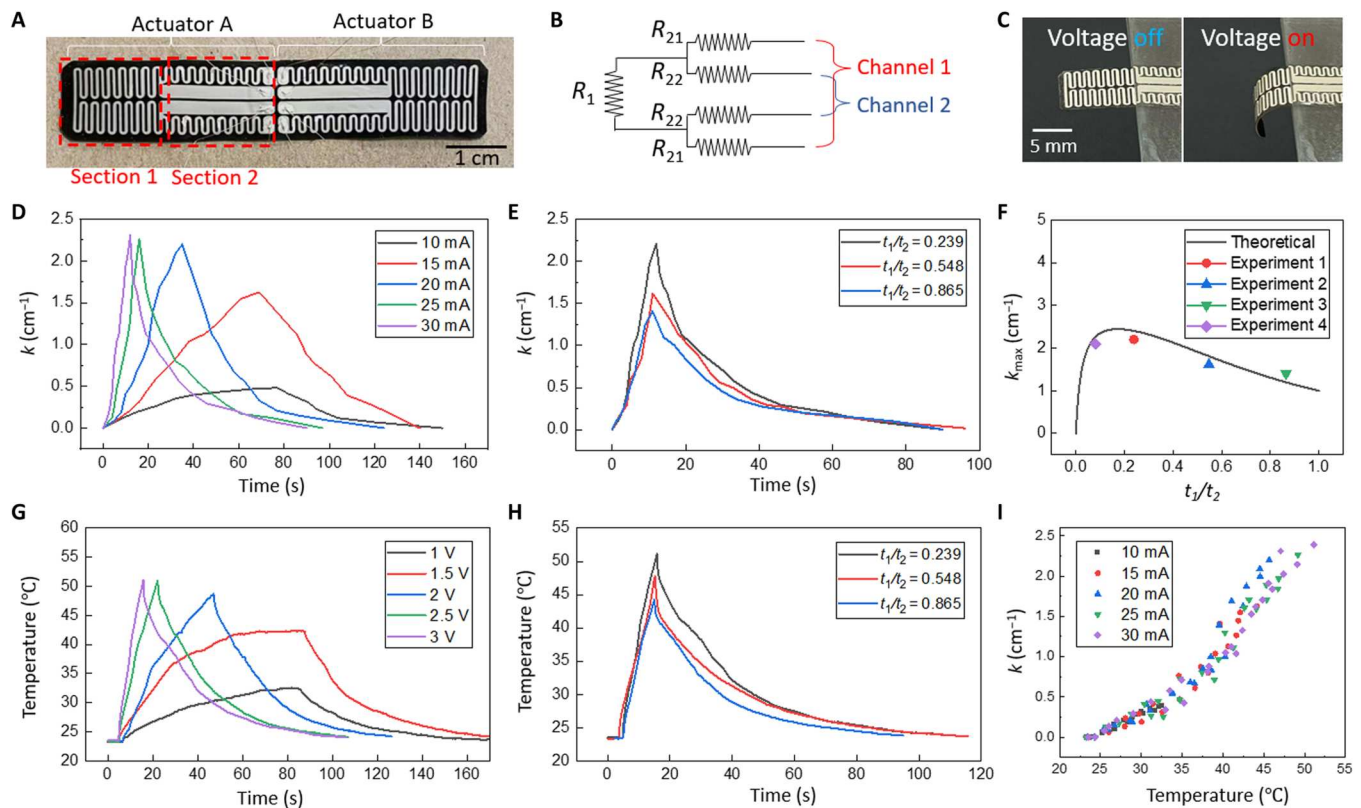 A
Actuator A
Actuator B
Section 1
Section 2
1 cm
B
R1
R21
R22
R22
R21
Channel 1
Channel 2
C
Voltage off
Voltage on
5 mm
D
k (cm−1)
2.5
2.0
1.5
1.0
0.5
0.0
10 mA
15 mA
20 mA
25 mA
30 mA
0 20 40 60 80 100 120 140 160
Time (s)
E
k (cm−1)
2.5
2.0
1.5
1.0
0.5
0.0
t1/t2 = 0.239
t1/t2 = 0.548
t1/t2 = 0.865
0 20 40 60 80 100
Time (s)
F
kmax (cm−1)
5
4
3
2
1
0
Theoretical
Experiment 1
Experiment 2
Experiment 3
Experiment 4
0.0 0.2 0.4 0.6 0.8 1.0
t1/t2
G
Temperature (°C)
60
55
50
45
40
35
30
25
20
1 V
1.5 V
2 V
2.5 V
3 V
0 20 40 60 80 100 120 140 160
Time (s)
H
Temperature (°C)
55
50
45
40
35
30
25
20
t1/t2 = 0.239
t1/t2 = 0.548
t1/t2 = 0.865
0 20 40 60 80 100 120
Time (s)
I
k (cm−1)
2.5
2.0
1.5
1.0
0.5
0.0
10 mA
15 mA
20 mA
25 mA
30 mA
20 25 30 35 40 45 50 55
Temperature (°C)